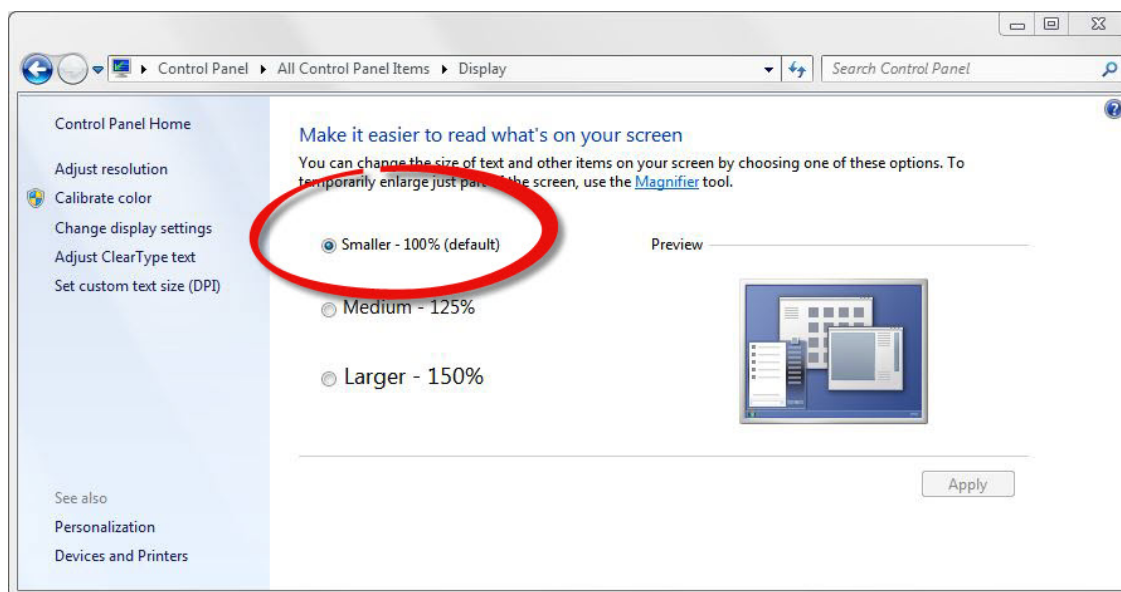 Control Panel All Control Panel Items Display
Search Control Panel
Control Panel Home
Adjust resolution
Calibrate color
Change display settings
Adjust ClearType text
Set custom text size (DPI)
See also
Personalization
Devices and Printers
Make it easier to read what's on your screen
You can change the size of text and other items on your screen by choosing one of these options. To
temporarily enlarge just part of the screen, use the Magnifier tool.
Smaller - 100% (default)
Medium - 125%
Larger - 150%
Preview
Apply